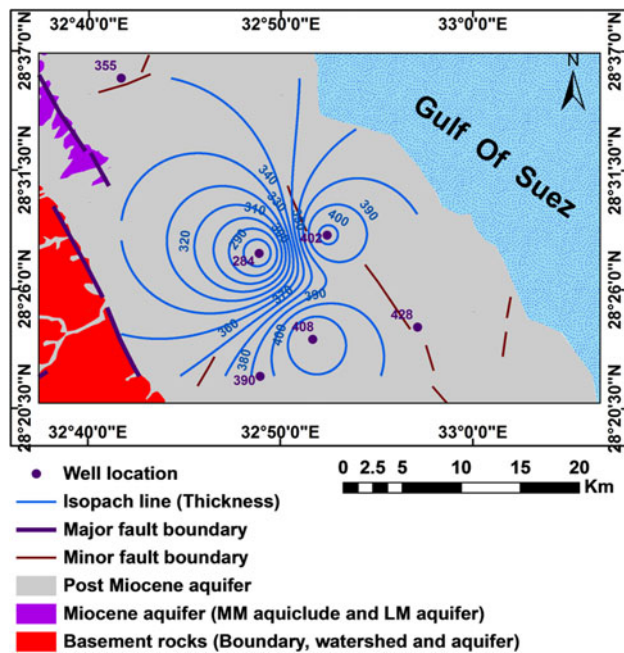 32°40'0"E 32°50'0"E 33°0'0"E
28°37'0"N
28°31'30"N
28°26'0"N
28°20'30"N
28°37'0"N
28°31'30"N
28°26'0"N
28°20'30"N
N
Gulf Of Suez
355
340
330
310
320
290
284
350
402
400
390
370
390
360
380
400
408
428
390
32°40'0"E 32°50'0"E 33°0'0"E
Well location
Isopach line (Thickness)
Major fault boundary
Minor fault boundary
Post Miocene aquifer
Miocene aquifer (MM aquiclude and LM aquifer)
Basement rocks (Boundary, watershed and aquifer)
0 2.5 5 10 15 20
Km